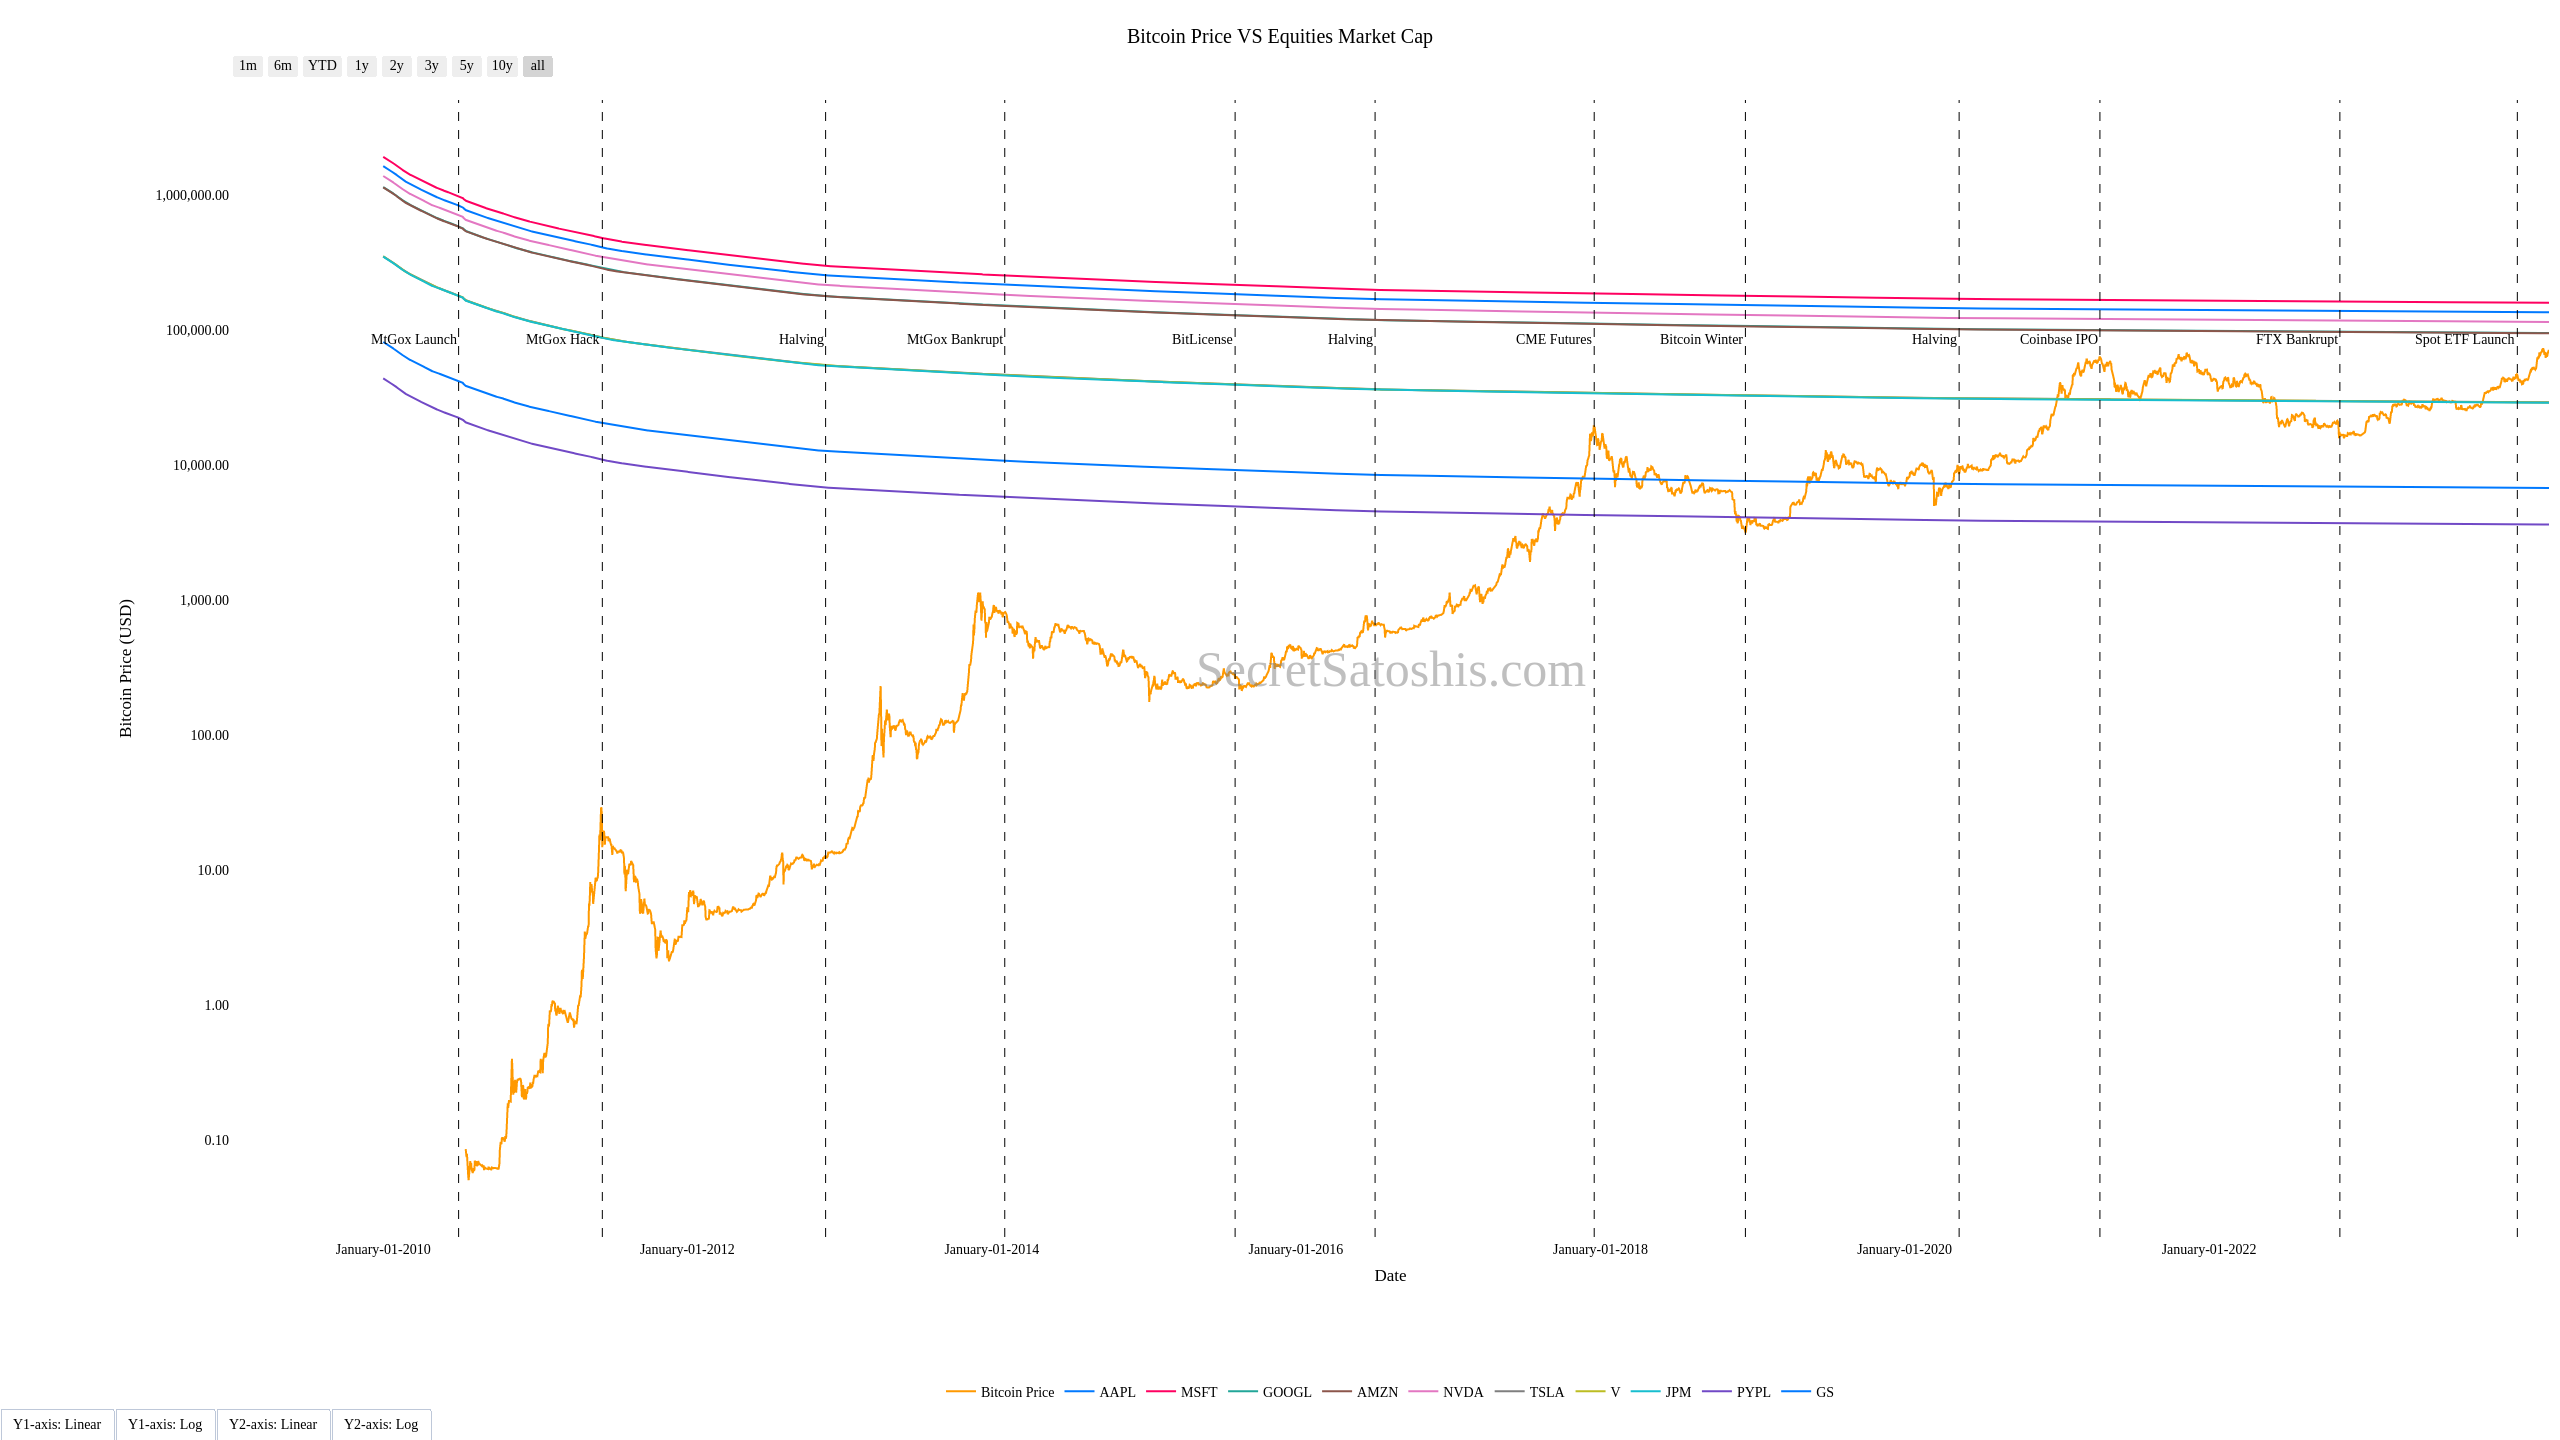 Bitcoin Price VS Equities Market Cap
1m 6m YTD 1y 2y 3y 5y 10y all
1,000,000.00
100,000.00
10,000.00
1,000.00
100.00
10.00
1.00
0.10
Bitcoin Price (USD)
MtGox Launch MtGox Hack Halving MtGox Bankrupt BitLicense Halving CME Futures Bitcoin Winter Halving Coinbase IPO FTX Bankrupt Spot ETF Launch
SecretSatoshis.com
January-01-2010 January-01-2012 January-01-2014 January-01-2016 January-01-2018 January-01-2020 January-01-2022
Date
Bitcoin Price AAPL MSFT GOOGL AMZN NVDA TSLA V JPM PYPL GS
Y1-axis: Linear Y1-axis: Log Y2-axis: Linear Y2-axis: Log